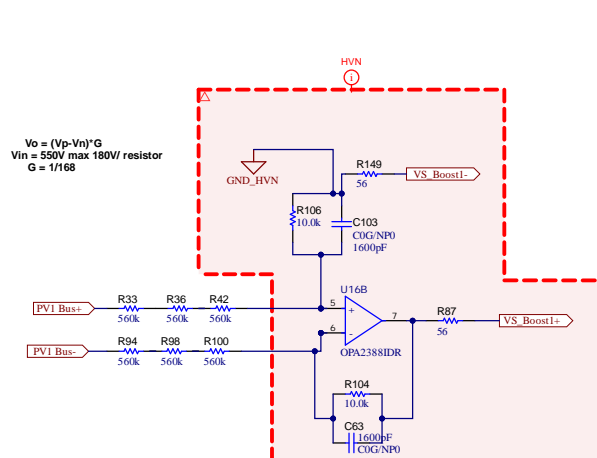 HVN
i
Vo = (Vp-Vn)*G
Vin = 550V max 180V/ resistor
G = 1/168
GND_HVN
R149
56
VS_Boost1-
R106
10.0k
C103
C0G/NP0
1600pF
U16B
PV1 Bus+
R33
560k
R36
560k
R42
560k
5
+
7
R87
56
VS_Boost1+
PV1 Bus-
R94
560k
R98
560k
R100
560k
6
-
OPA2388IDR
R104
10.0k
C63
1600pF
C0G/NP0